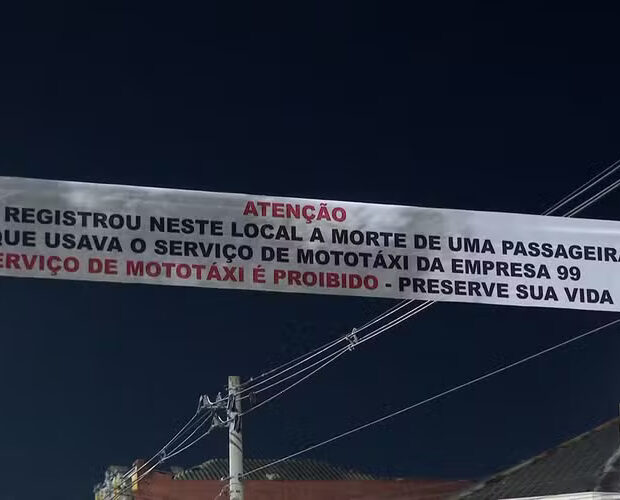 ATENÇÃO
REGISTROU NESTE LOCAL A MORTE DE UMA PASSAGEIRA
QUE USAVA O SERVIÇO DE MOTOTÁXI DA EMPRESA 99
SERVIÇO DE MOTOTÁXI É PROIBIDO - PRESERVE SUA VIDA